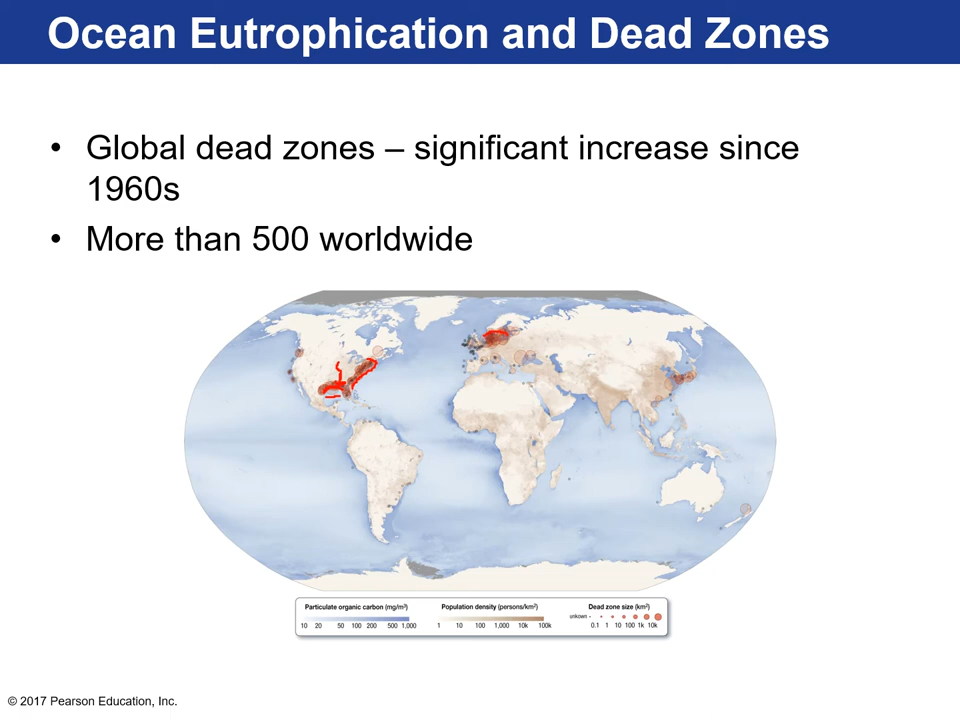 Ocean Eutrophication and Dead Zones
• Global dead zones – significant increase since
1960s
• More than 500 worldwide
Particulate organic carbon (mg/m³) Population density (persons/km²) Dead zone size (km²)
unkown
10 20 50 100 200 500 1,000 1 10 100 1,000 10k 100k 0.1 1 10 100 1k 10k
© 2017 Pearson Education, Inc.